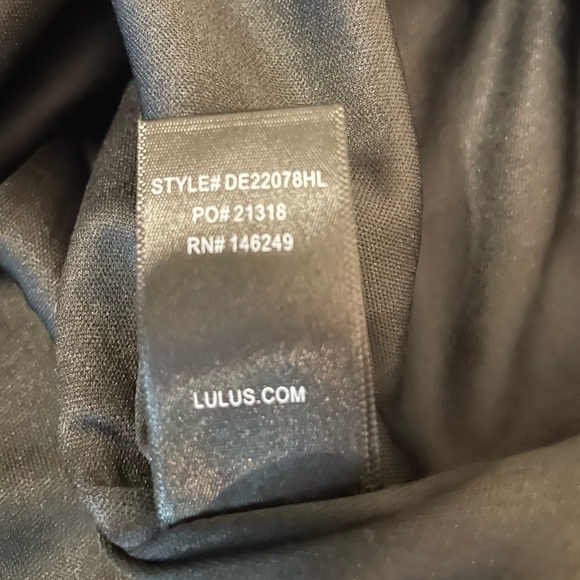 STYLE# DE22078HL
PO# 21318
RN# 146249
LULUS.COM